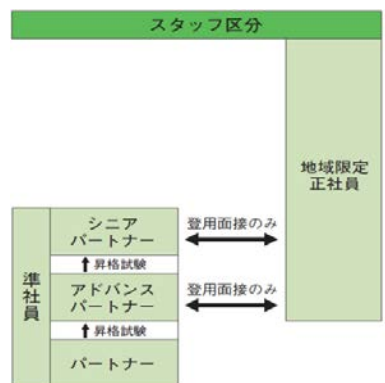 スタッフ区分
地域限定
正社員
準社員
シニア
パートナー
登用面接のみ
昇格試験
アドバンス
パートナー
登用面接のみ
昇格試験
パートナー